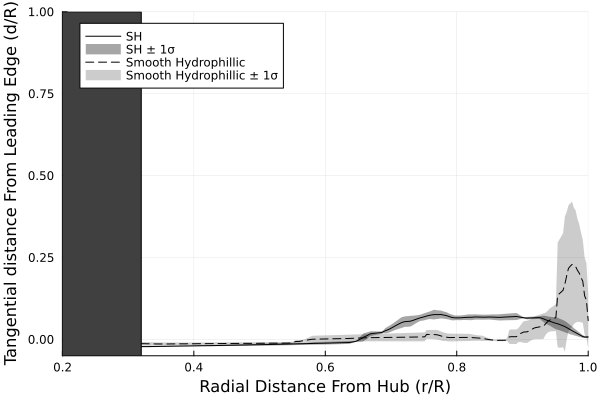 Tangential distance From Leading Edge (d/R)
1.00
0.75
0.50
0.25
0.00
SH
SH ± 1σ
Smooth Hydrophillic
Smooth Hydrophillic ± 1σ
0.2 0.4 0.6 0.8 1.0
Radial Distance From Hub (r/R)